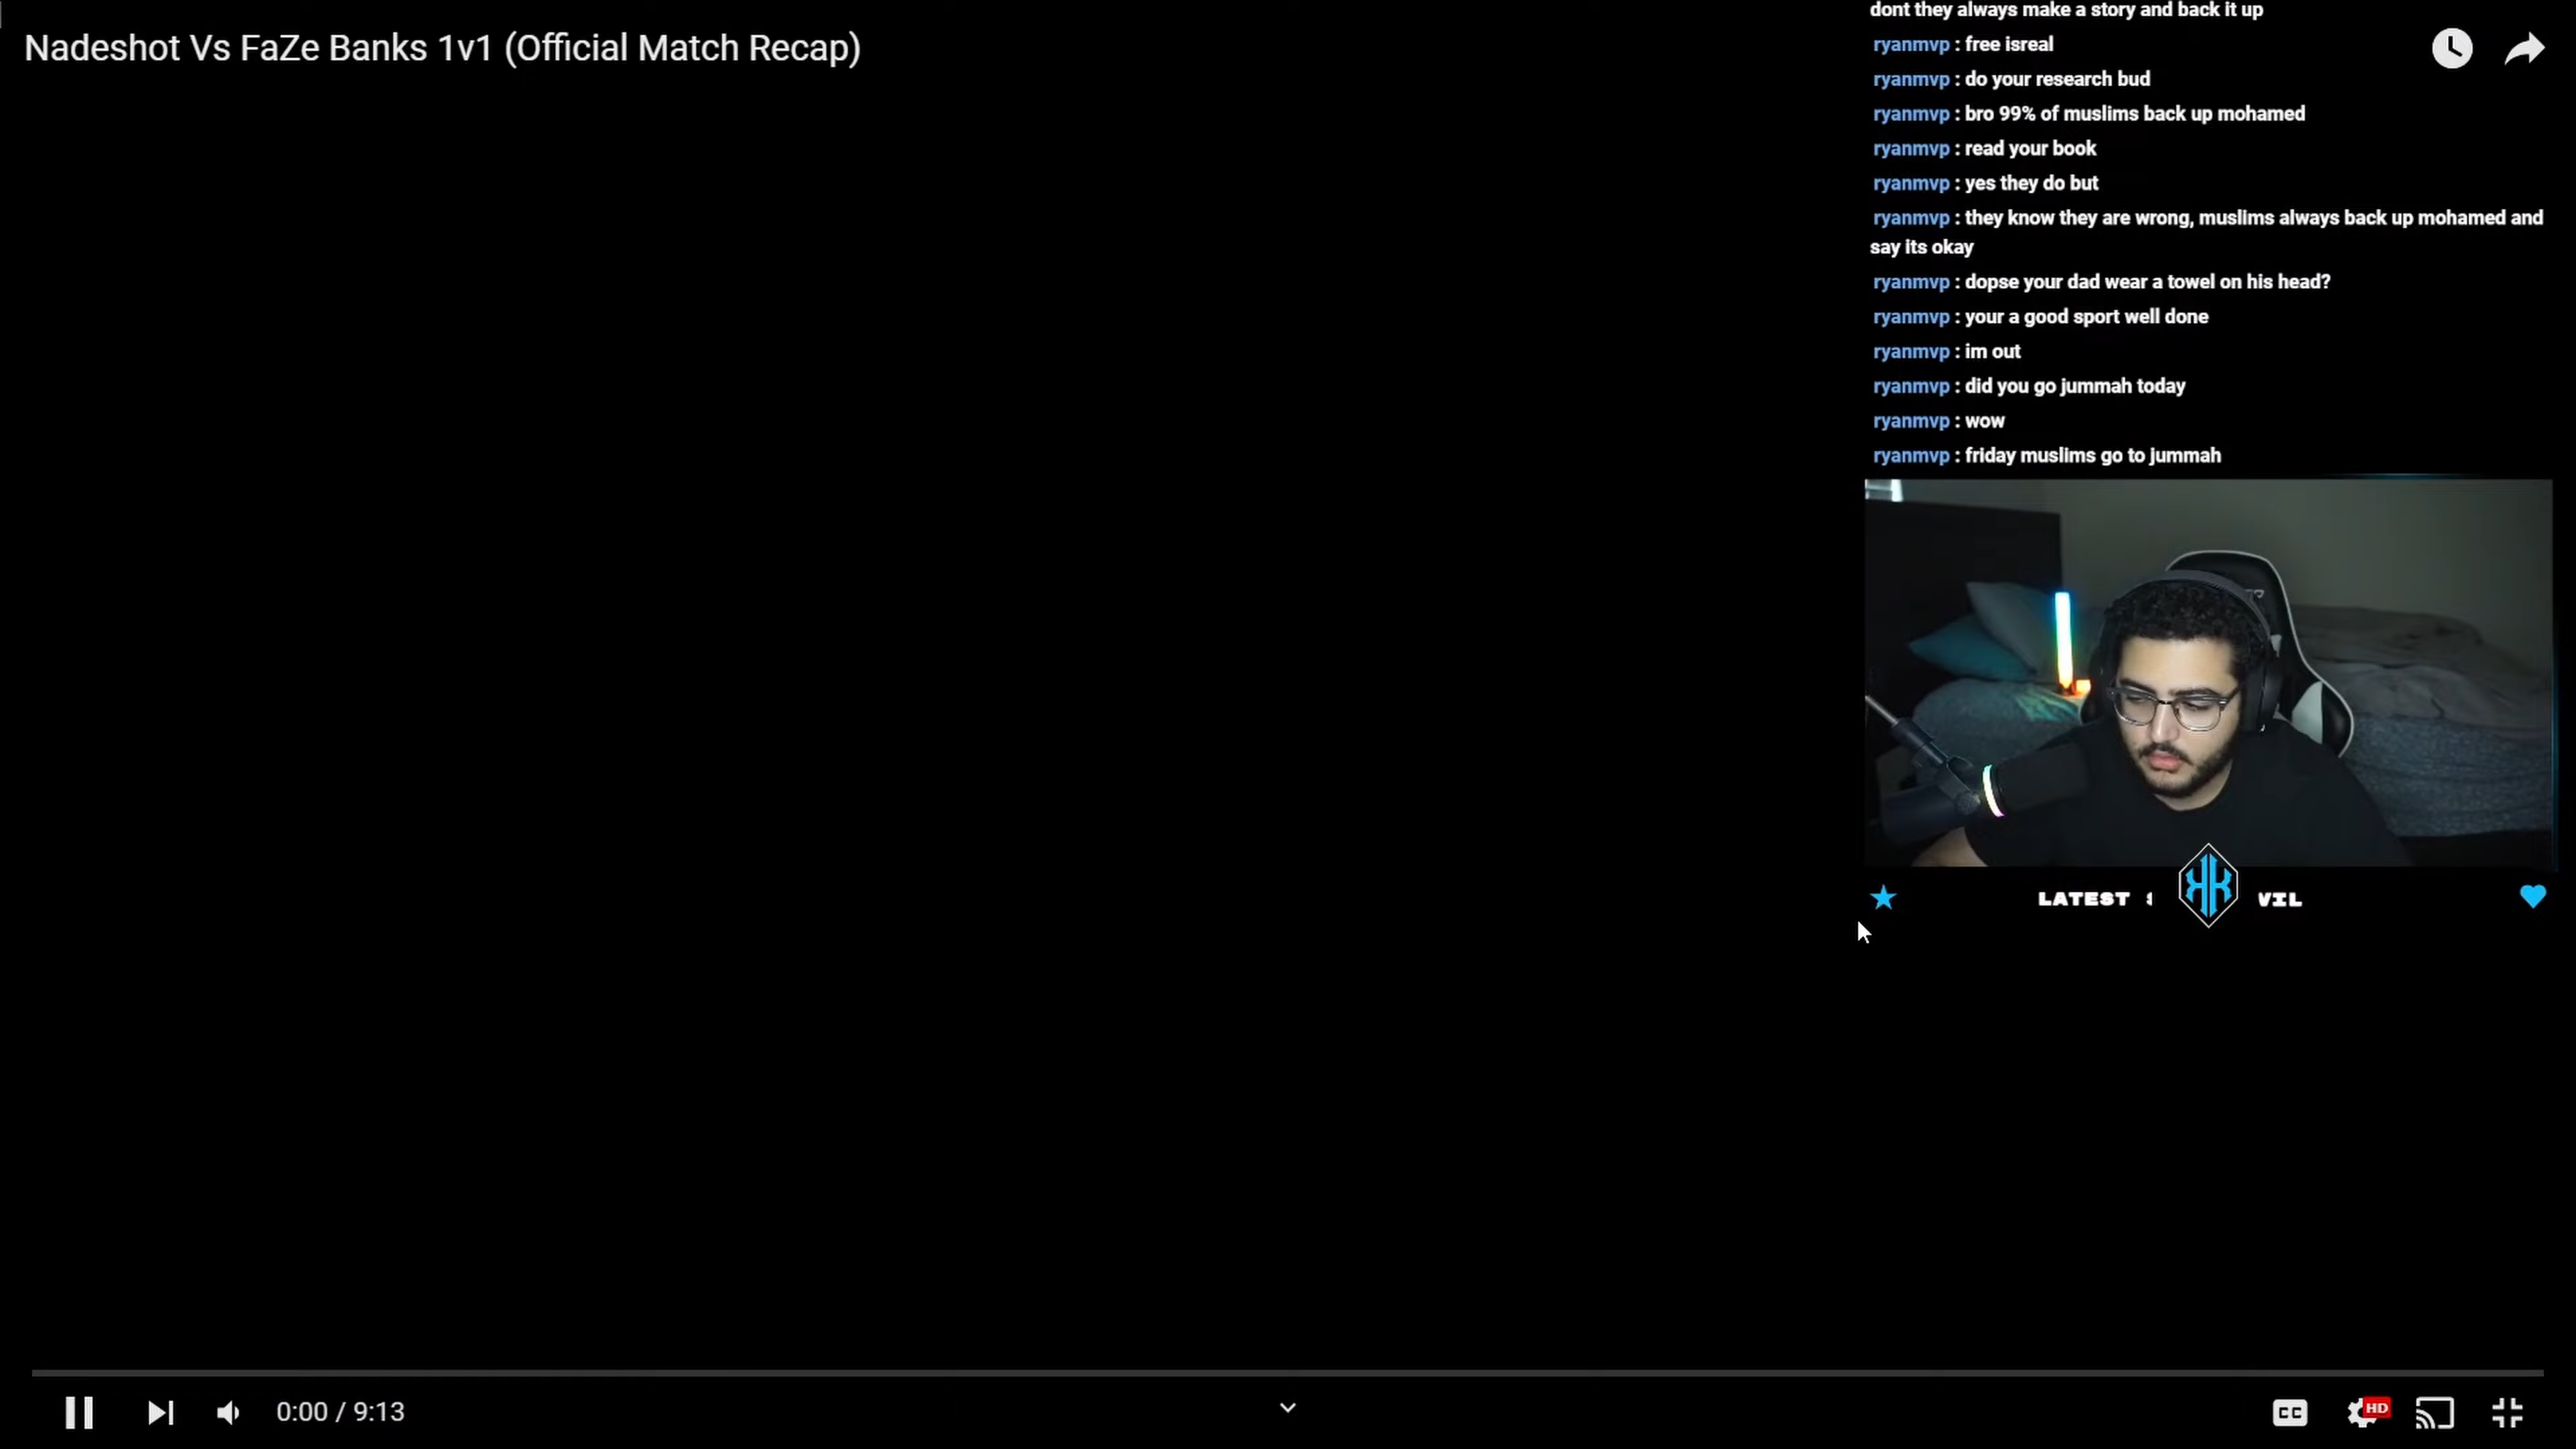 Nadeshot Vs FaZe Banks 1v1 (Official Match Recap)
dont they always make a story and back it up
ryanmvp : free isreal
ryanmvp : do your research bud
ryanmvp : bro 99% of muslims back up mohamed
ryanmvp : read your book
ryanmvp : yes they do but
ryanmvp : they know they are wrong, muslims always back up mohamed and
say its okay
ryanmvp : dopse your dad wear a towel on his head?
ryanmvp : your a good sport well done
ryanmvp : im out
ryanmvp : did you go jummah today
ryanmvp : wow
ryanmvp : friday muslims go to jummah
LATEST
VIL
0:00 / 9:13
CC
HD